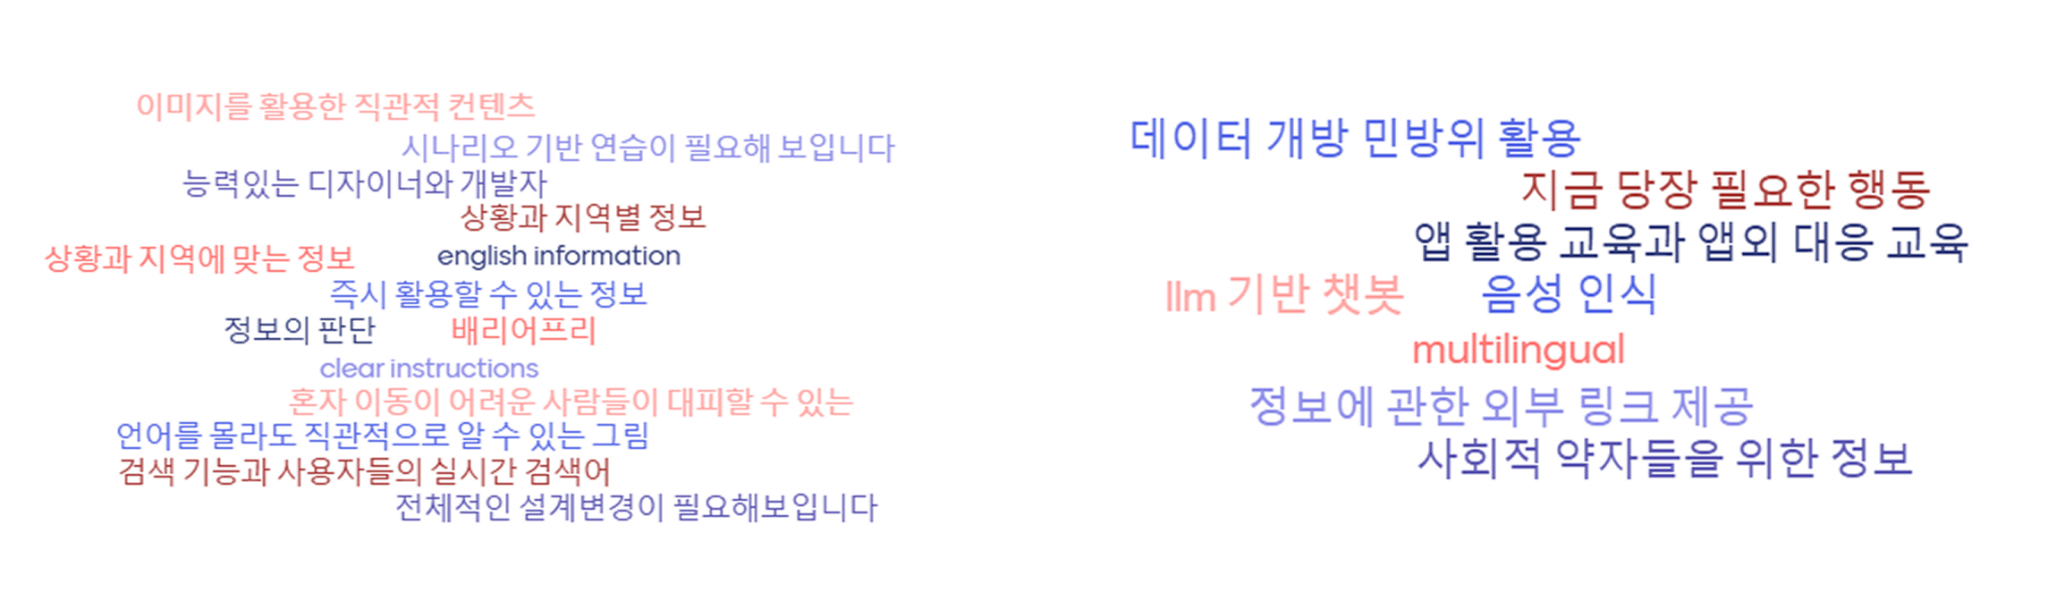 이미지를 활용한 직관적 컨텐츠
시나리오 기반 연습이 필요해 보입니다
능력있는 디자이너와 개발자
상황과 지역별 정보
상황과 지역에 맞는 정보
english information
즉시 활용할 수 있는 정보
정보의 판단
배리어프리
clear instructions
혼자 이동이 어려운 사람들이 대피할 수 있는
언어를 몰라도 직관적으로 알 수 있는 그림
검색 기능과 사용자들의 실시간 검색어
전체적인 설계변경이 필요해보입니다
데이터 개방 민방위 활용
지금 당장 필요한 행동
앱 활용 교육과 앱외 대응 교육
llm 기반 챗봇
음성 인식
multilingual
정보에 관한 외부 링크 제공
사회적 약자들을 위한 정보